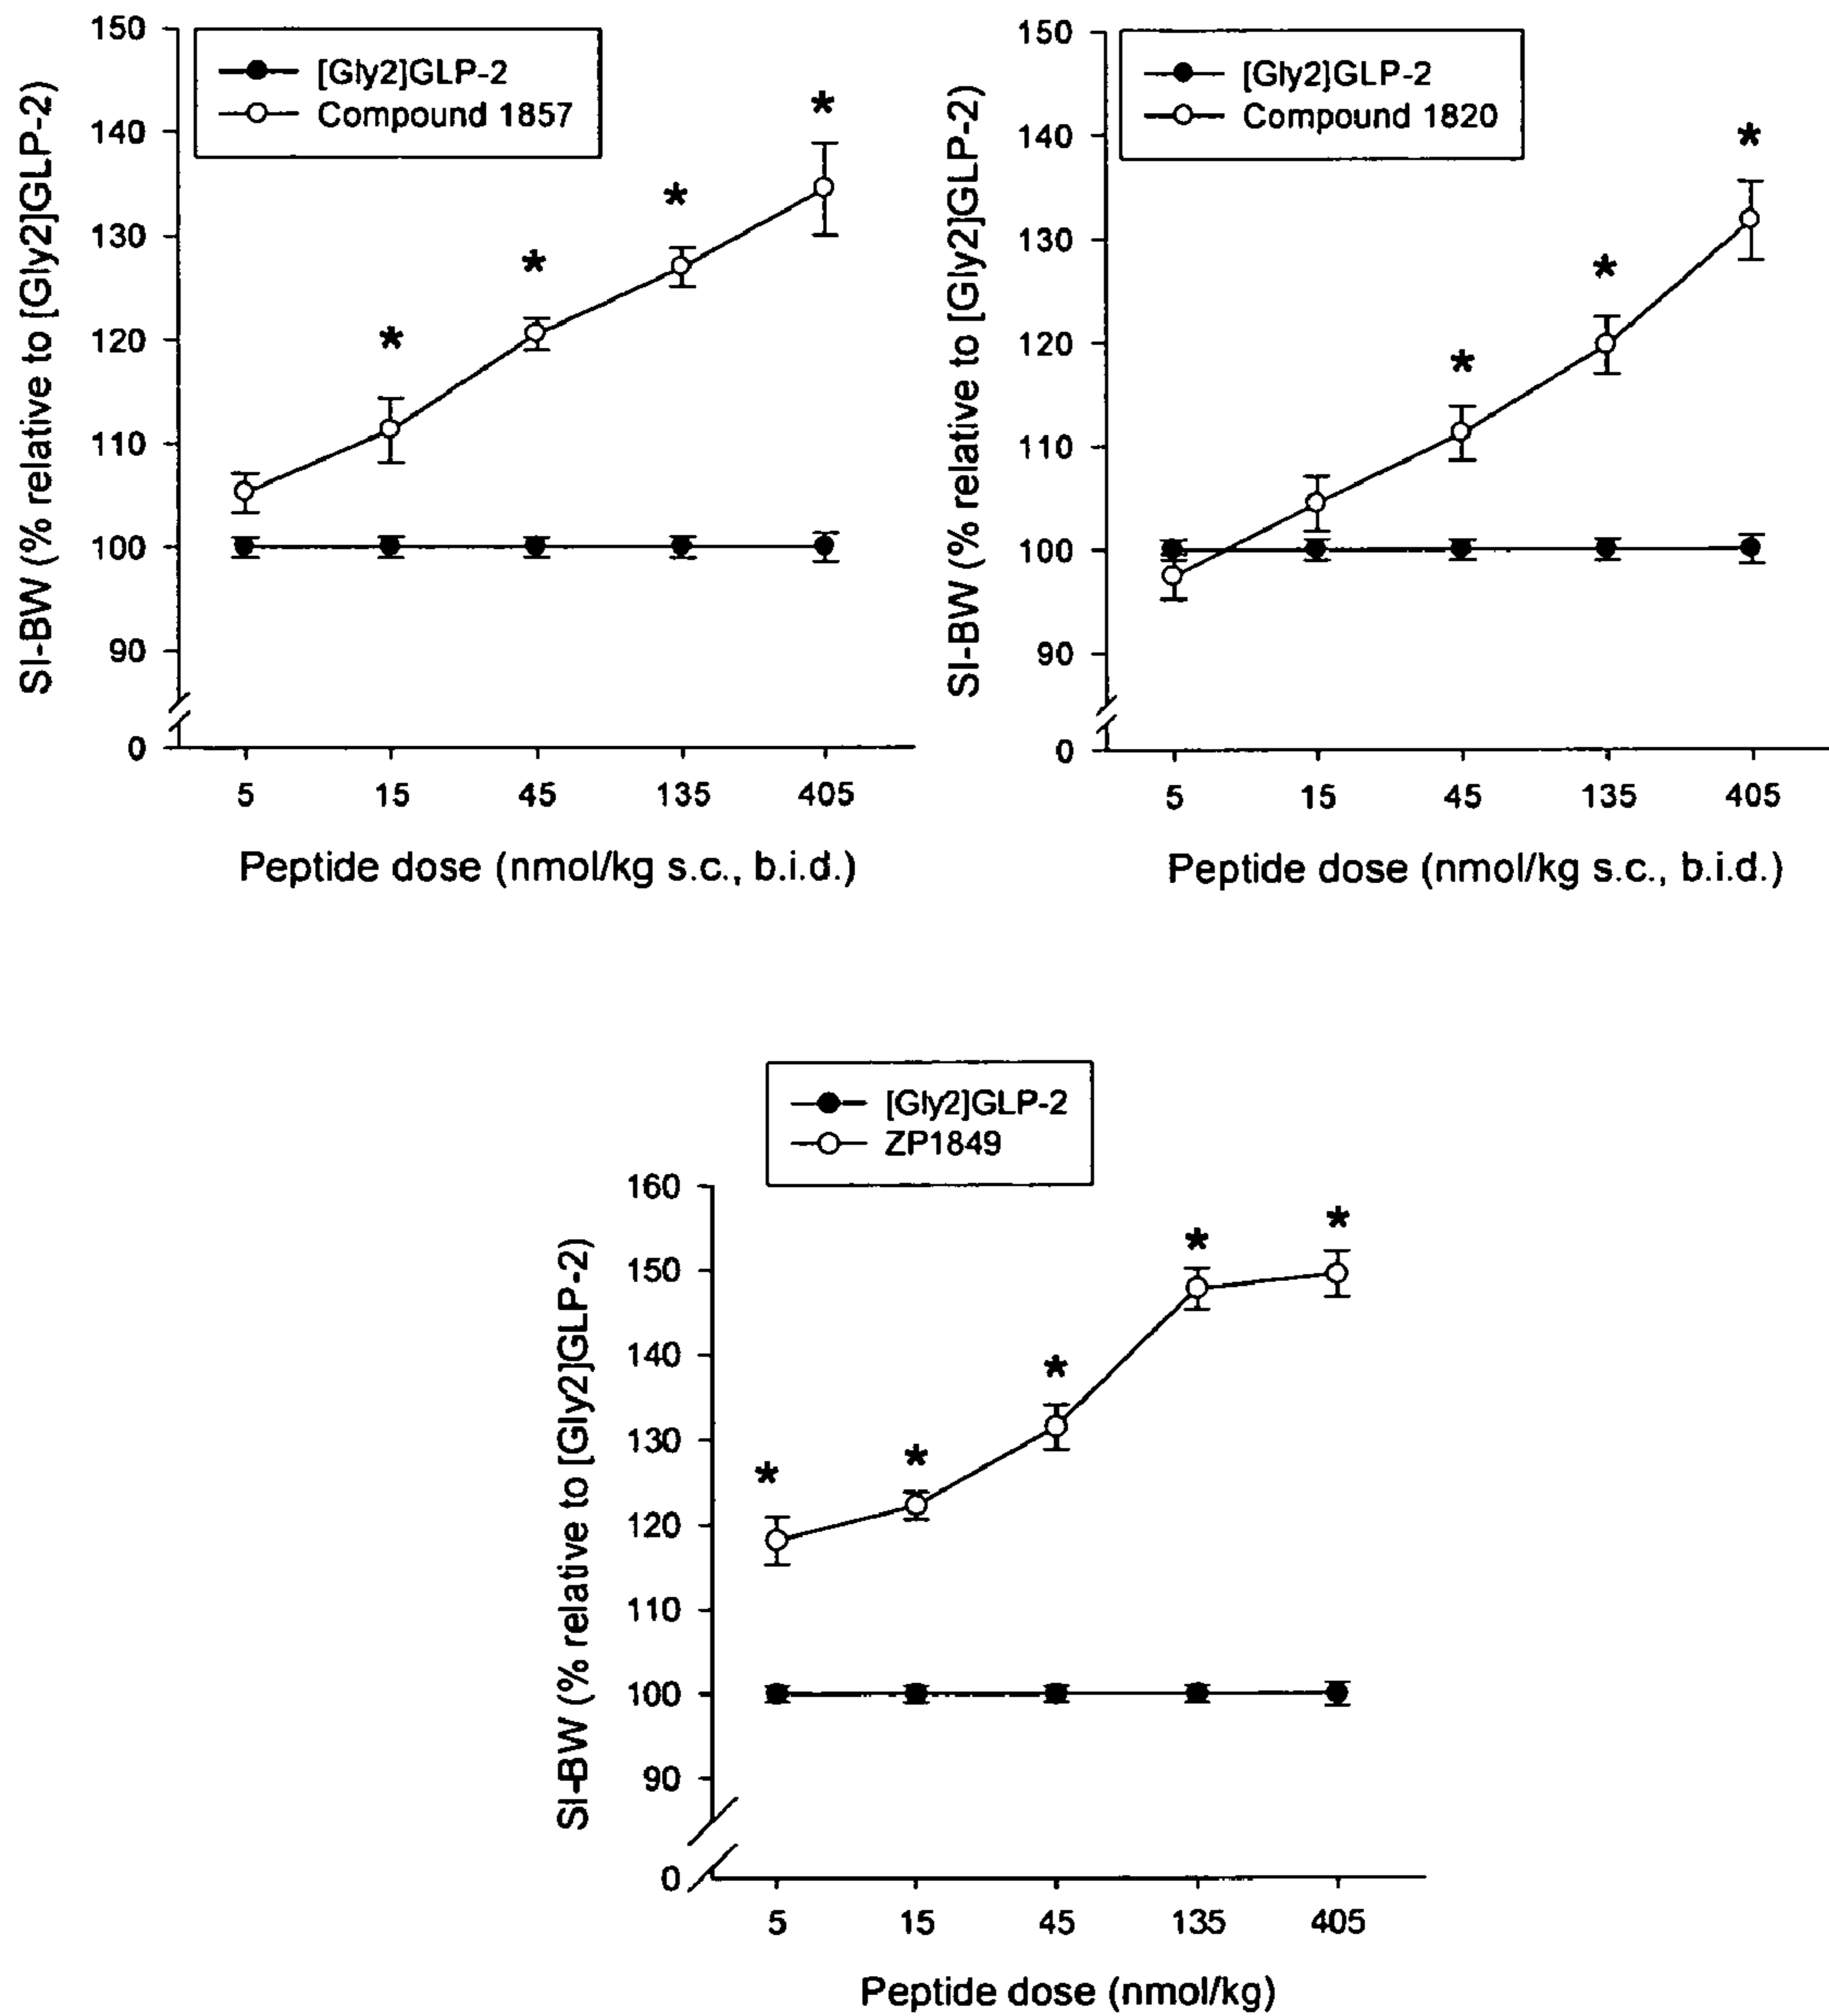 [Gly2]GLP-2
Compound 1857
SI-BW (% relative to [Gly2]GLP-2)
150
140
130
120
110
100
90
0
*
*
*
*
5 15 45 135 405
Peptide dose (nmol/kg s.c., b.i.d.)
[Gly2]GLP-2
Compound 1820
SI-BW (% relative to [Gly2]GLP-2)
150
140
130
120
110
100
90
0
*
*
*
5 15 45 135 405
Peptide dose (nmol/kg s.c., b.i.d.)
[Gly2]GLP-2
ZP1849
SI-BW (% relative to [Gly2]GLP-2)
160
150
140
130
120
110
100
90
0
*
*
*
*
*
5 15 45 135 405
Peptide dose (nmol/kg)